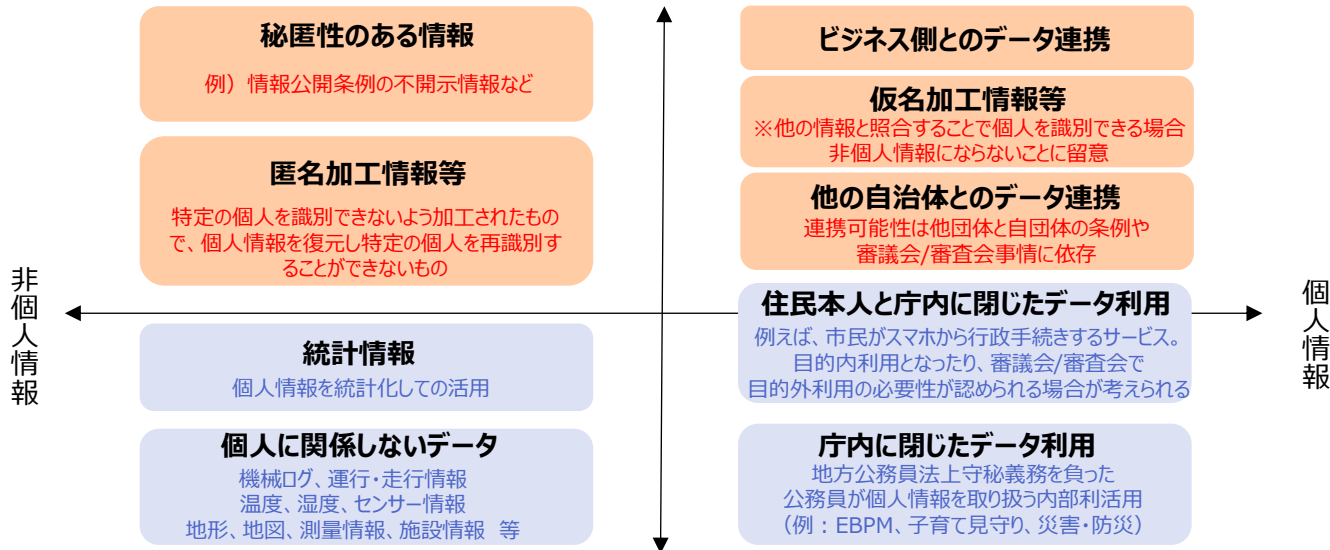 秘匿性のある情報
例）情報公開条例の不開示情報など
匿名加工情報等
特定の個人を識別できないよう加工されたもの
で、個人情報を復元し特定の個人を再識別す
ることができないもの
非個人情報
統計情報
個人情報を統計化しての活用
個人に関係しないデータ
機械ログ、運行・走行情報
温度、湿度、センサー情報
地形、地図、測量情報、施設情報 等
ビジネス側とのデータ連携
仮名加工情報等
※他の情報と照合することで個人を識別できる場合
非個人情報にならないことに留意
他の自治体とのデータ連携
連携可能性は他団体と自団体の条例や
審議会/審査会事情に依存
住民本人と庁内に閉じたデータ利用
例えば、市民がスマホから行政手続きするサービス。
目的内利用となったり、審議会/審査会で
目的外利用の必要性が認められる場合が考えられる
個人情報
庁内に閉じたデータ利用
地方公務員法上守秘義務を負った
公務員が個人情報を取り扱う内部利活用
（例：EBPM、子育て見守り、災害・防災）